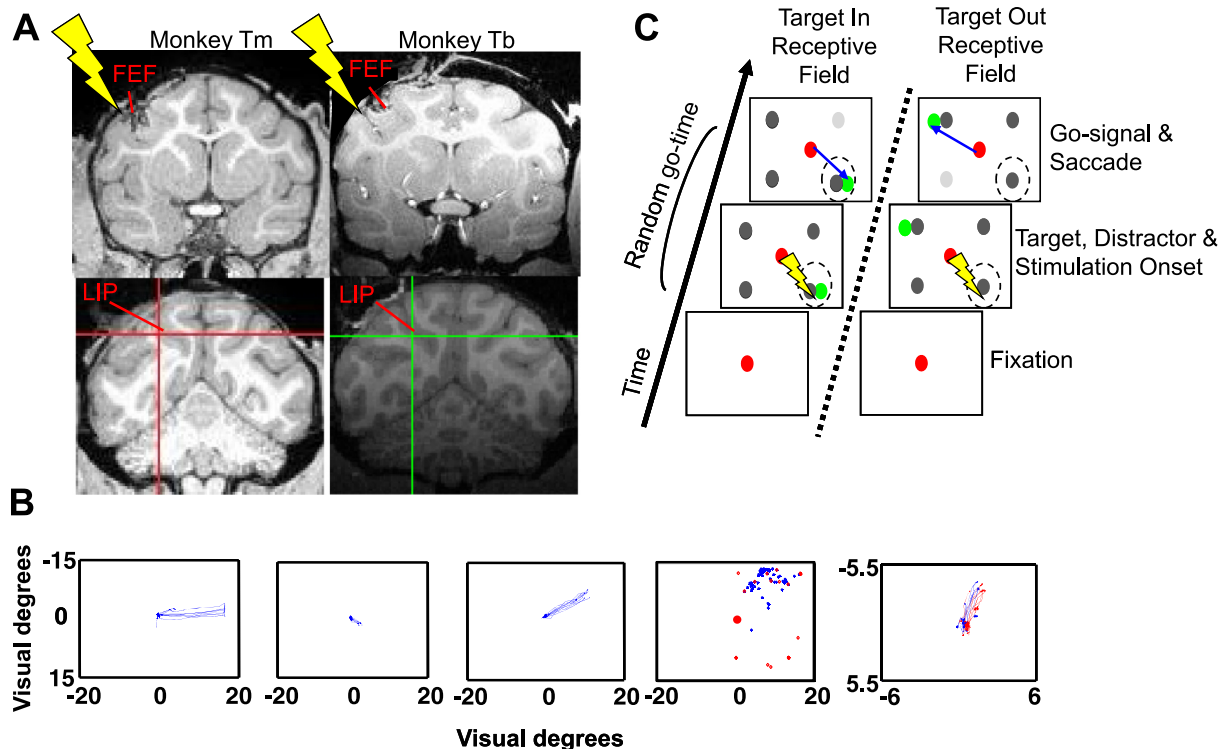 A
Monkey Tm
Monkey Tb
FEF
FEF
LIP
LIP
C
Target In
Receptive
Field
Target Out
Receptive
Field
Random go-time
Time
Go-signal &
Saccade
Target, Distractor &
Stimulation Onset
Fixation
B
Visual degrees
-15
0
15
-20 0 20
-20 0 20
-20 0 20
-20 0 20
-5.5
5.5
-6 6
Visual degrees